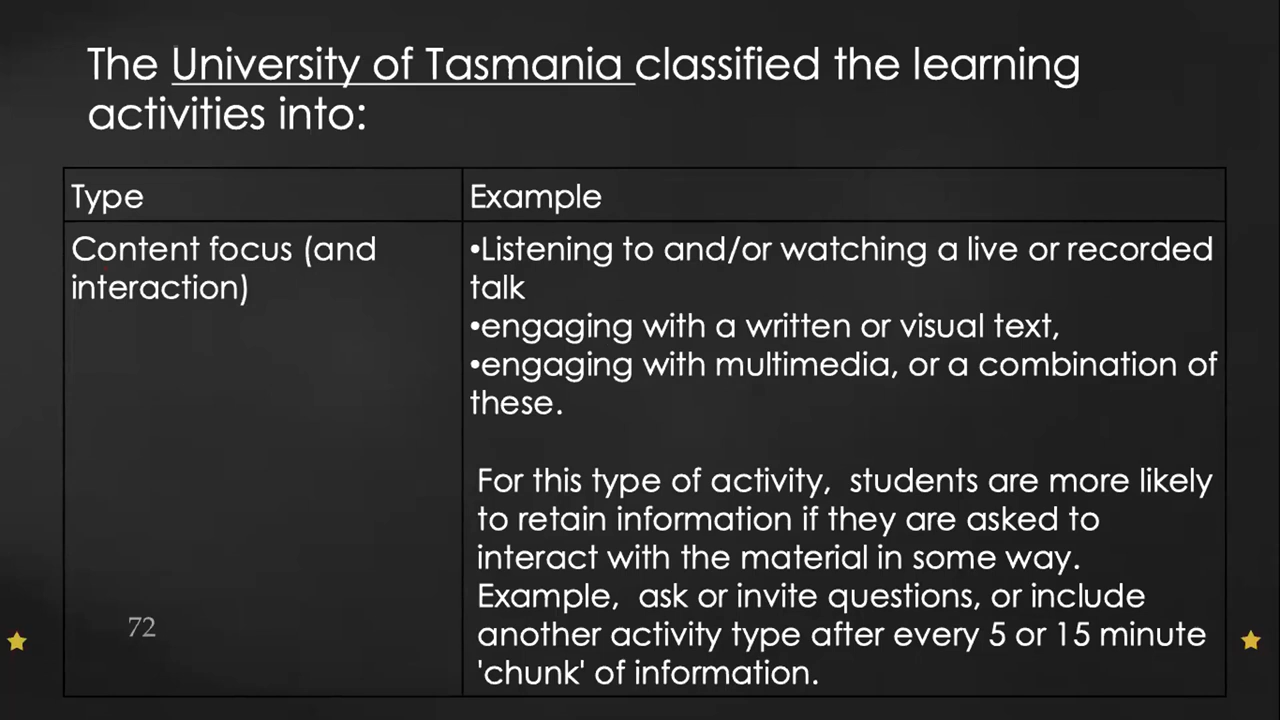 The University of Tasmania classified the learning
activities into:
Type
Example
Content focus (and
interaction)
•Listening to and/or watching a live or recorded
talk
•engaging with a written or visual text,
•engaging with multimedia, or a combination of
these.
For this type of activity, students are more likely
to retain information if they are asked to
interact with the material in some way.
Example, ask or invite questions, or include
another activity type after every 5 or 15 minute
'chunk' of information.
72